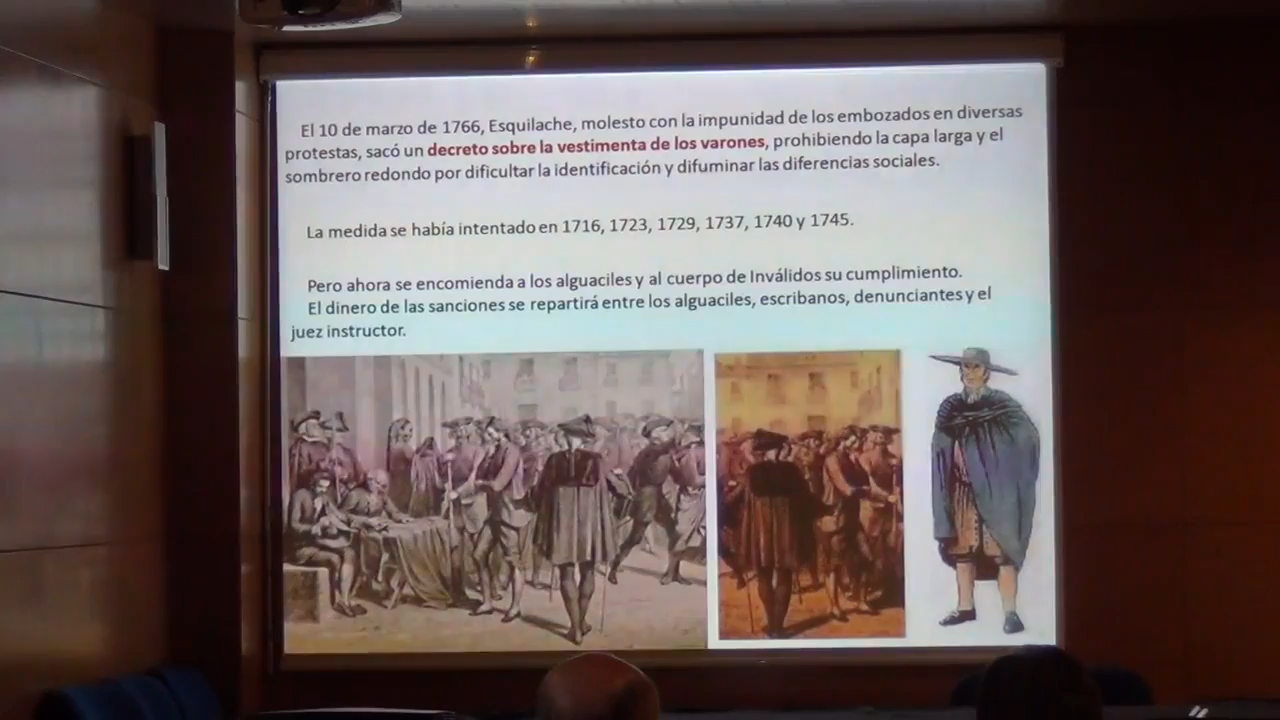 El 10 de marzo de 1766, Esquilache, molesto con la impunidad de los embozados en diversas
protestas, sacó un decreto sobre la vestimenta de los varones, prohibiendo la capa larga y el
sombrero redondo por dificultar la identificación y difuminar las diferencias sociales.
La medida se había intentado en 1716, 1723, 1729, 1737, 1740 y 1745.
Pero ahora se encomienda a los alguaciles y al cuerpo de Inválidos su cumplimiento.
El dinero de las sanciones se repartirá entre los alguaciles, escribanos, denunciantes y el
juez instructor.